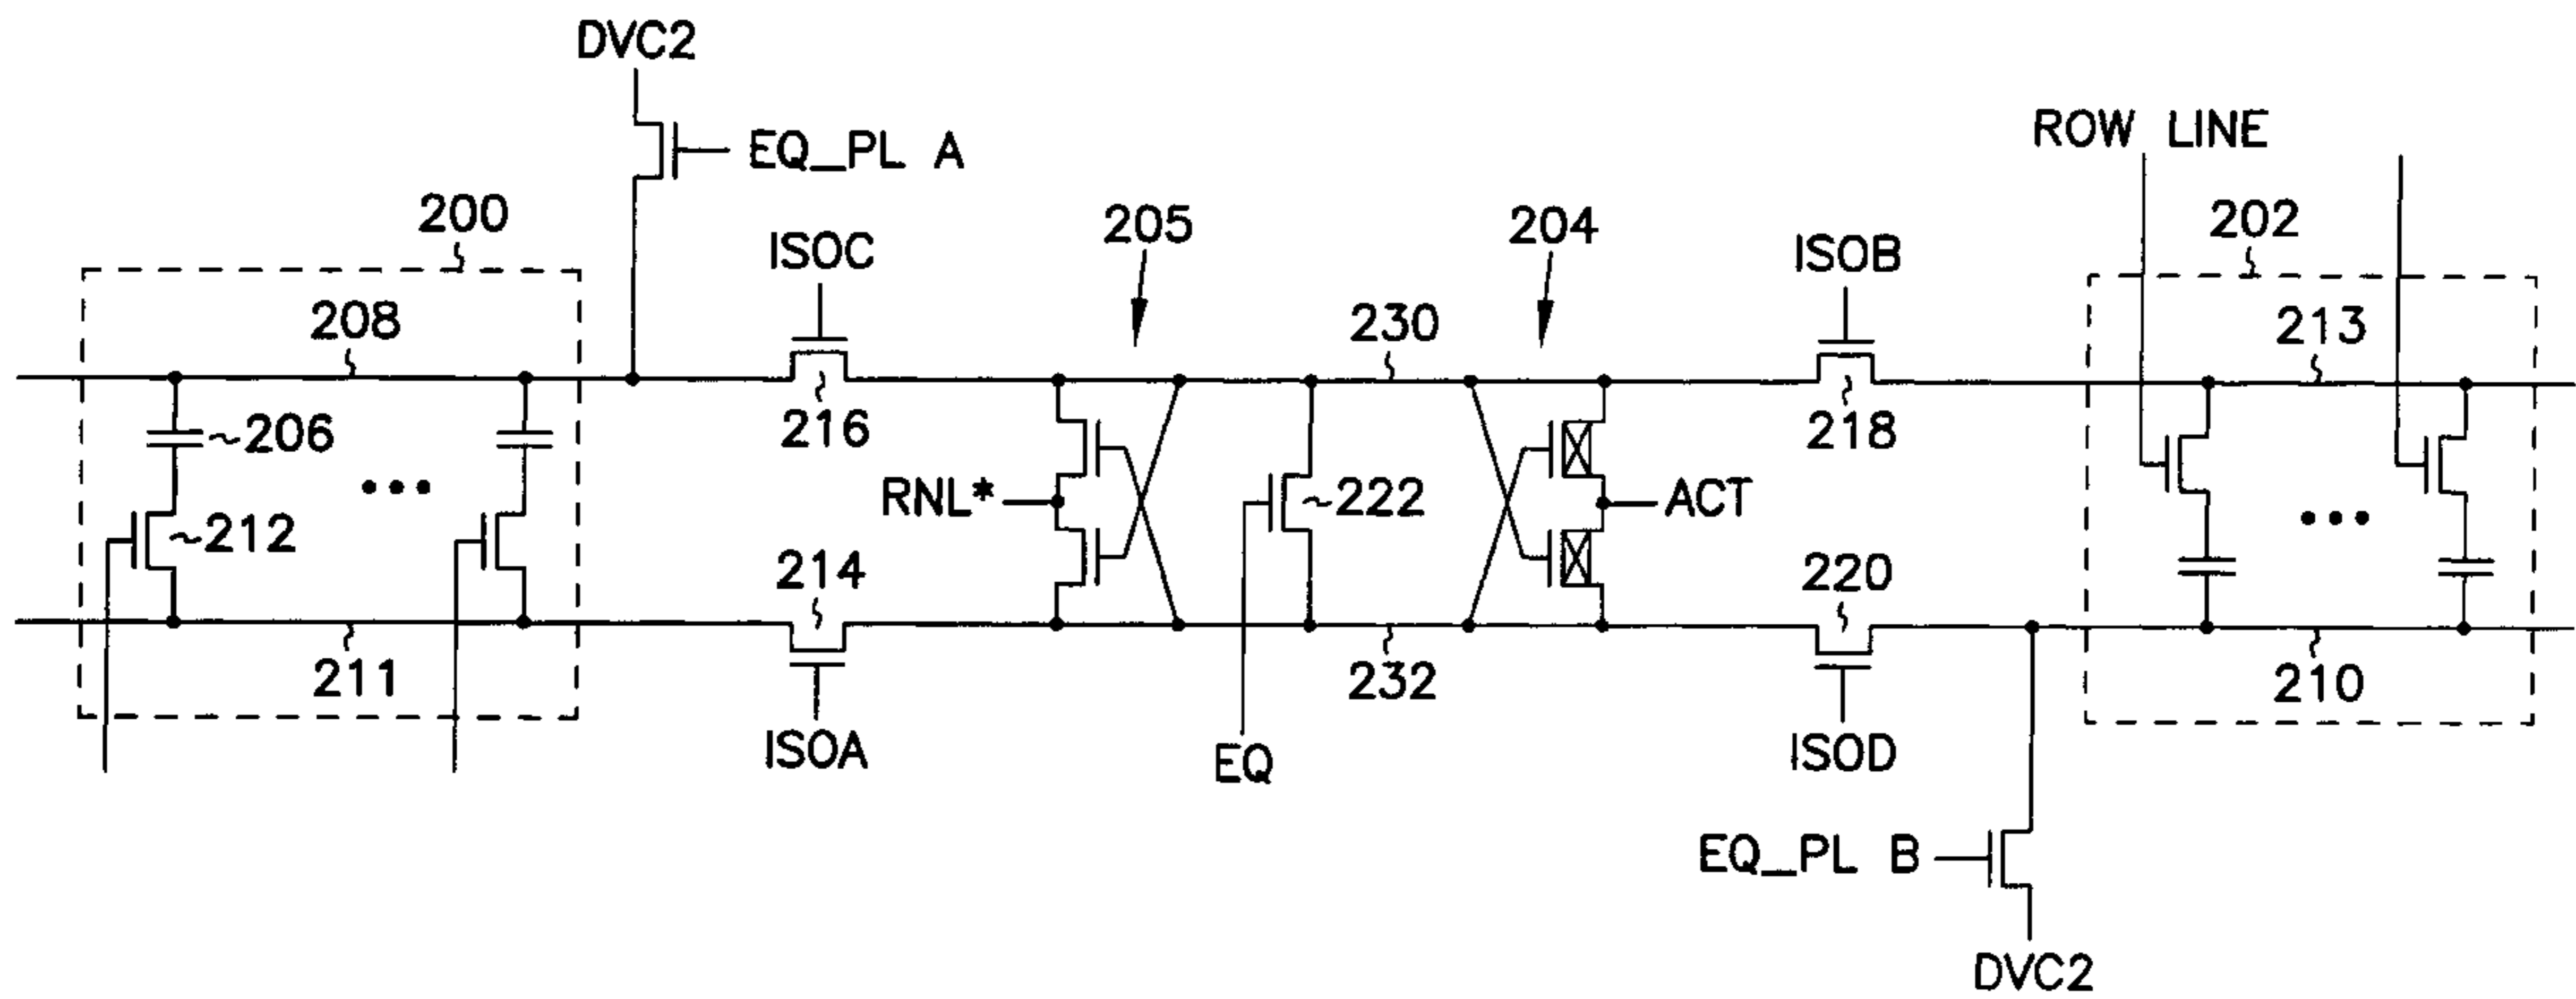 DVC2
EQ_PL A
ROW LINE
200
205
204
202
ISOC
ISOB
208
230
213
206
216
218
RNL*
222
ACT
212
214
220
211
232
210
ISOA
EQ
ISOD
EQ_PL B
DVC2